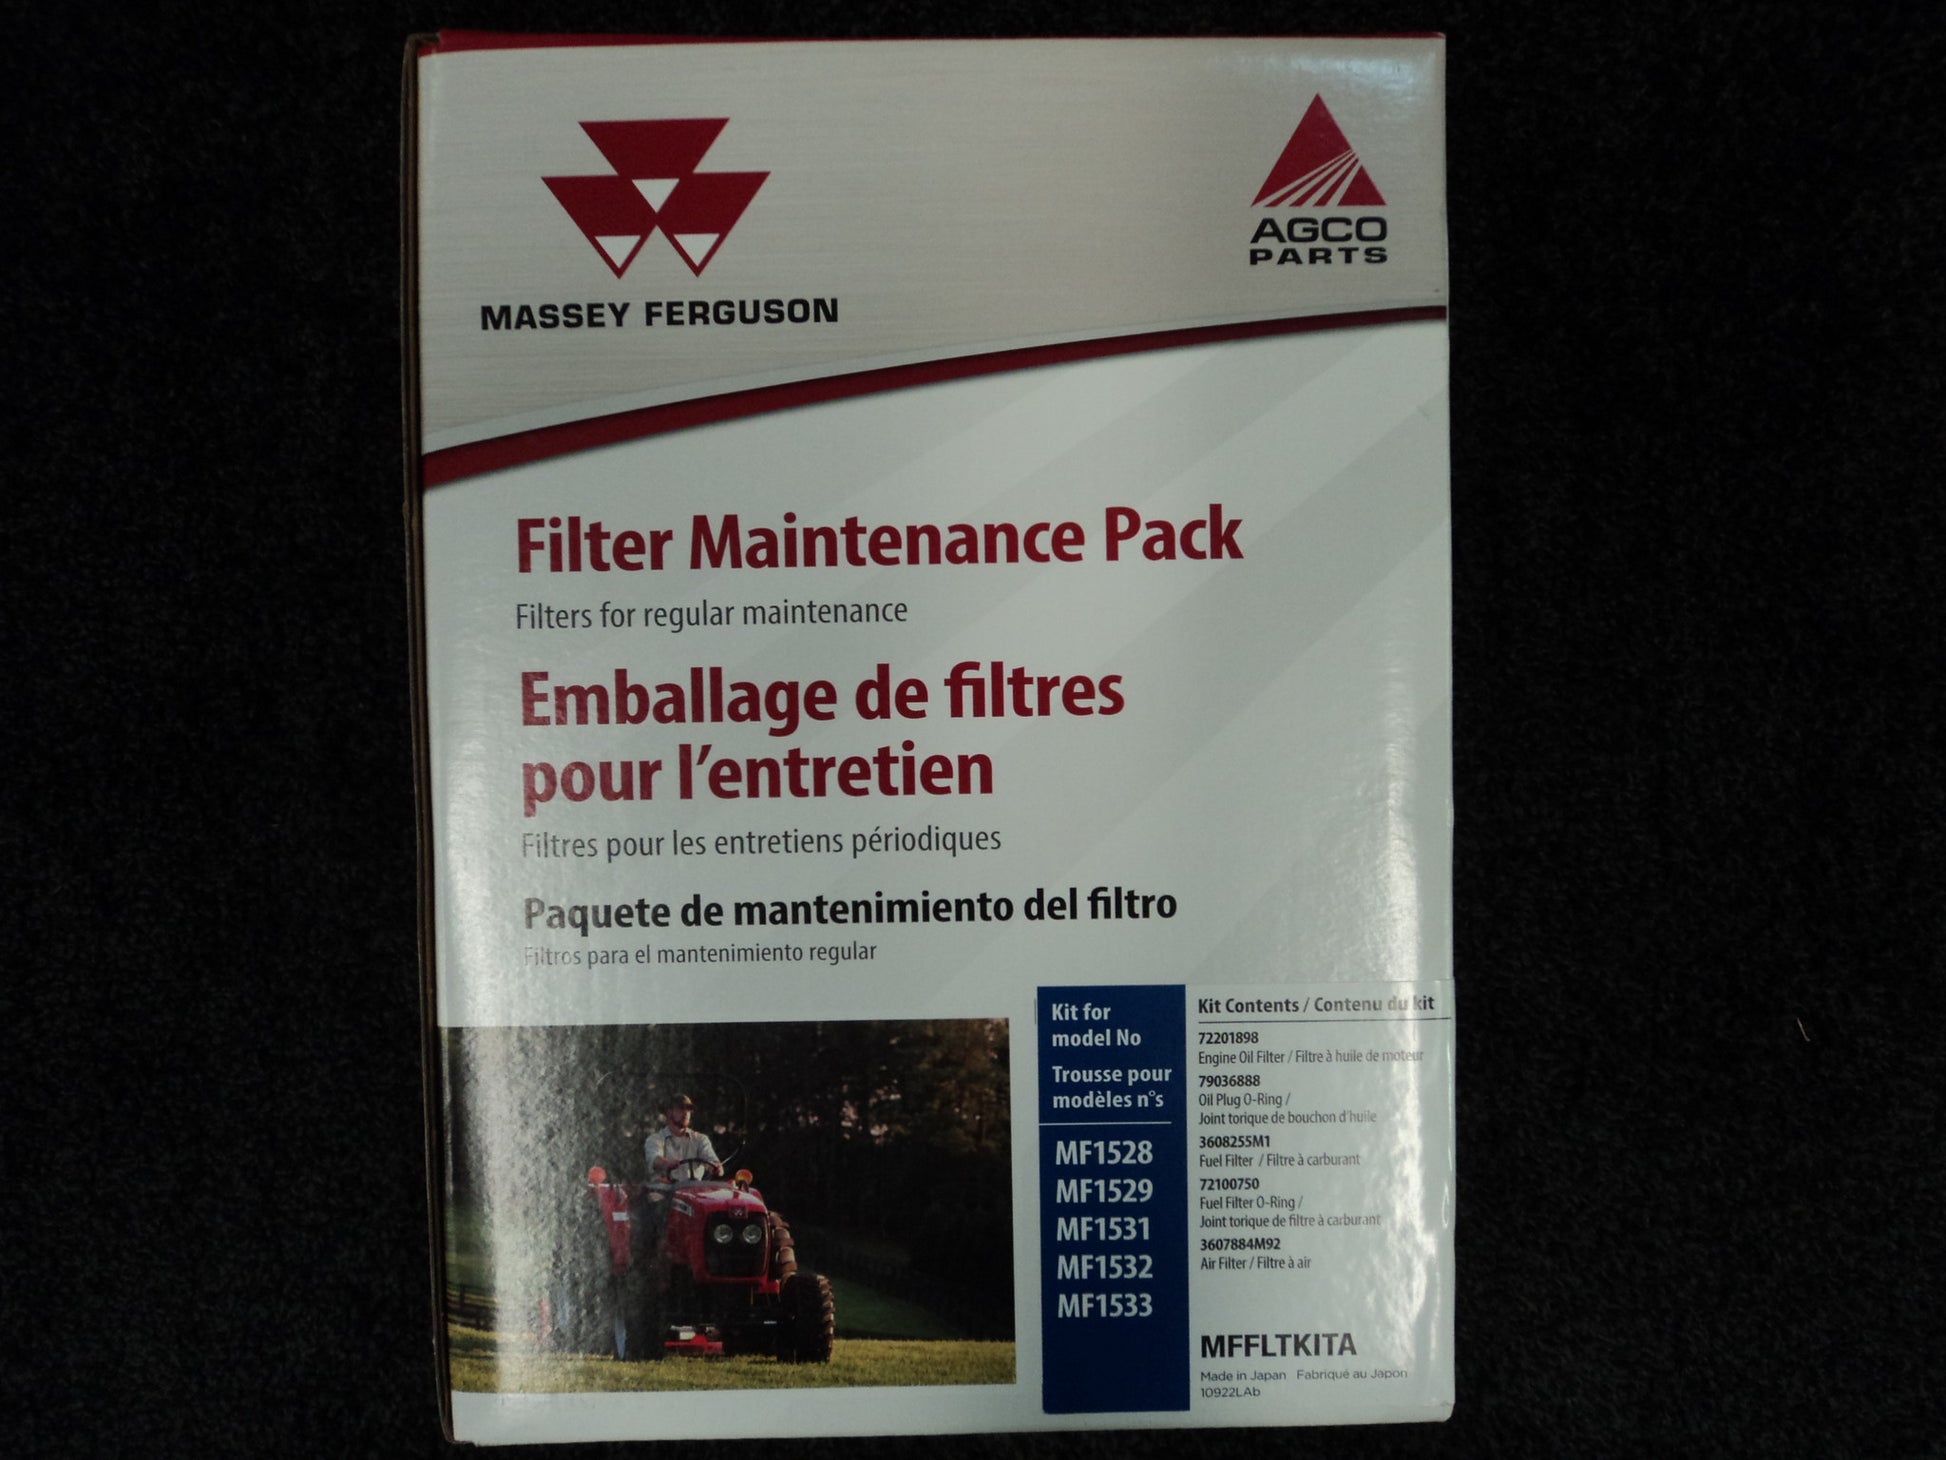 MASSEY FERGUSON
AGCO
PARTS
Filter Maintenance Pack
Filters for regular maintenance
Emballage de filtres
pour l'entretien
Filtres pour les entretiens périodiques
Paquete de mantenimiento del filtro
Filtros para el mantenimiento regular
Kit for
model No
Trousse pour
modèles n°s
MF1528
MF1529
MF1531
MF1532
MF1533
Kit Contents / Contenu du kit
72201898
Engine Oil Filter / Filtre à huile de moteur
79036888
Oil Plug O-Ring /
Joint torique de bouchon d'huile
3608255M1
Fuel Filter / Filtre à carburant
72100750
Fuel Filter O-Ring /
Joint torique de filtre à carburant
3607884M92
Air Filter / Filtre à air
MFFLTKITA
Made in Japan Fabriqué au Japon
10922LAb